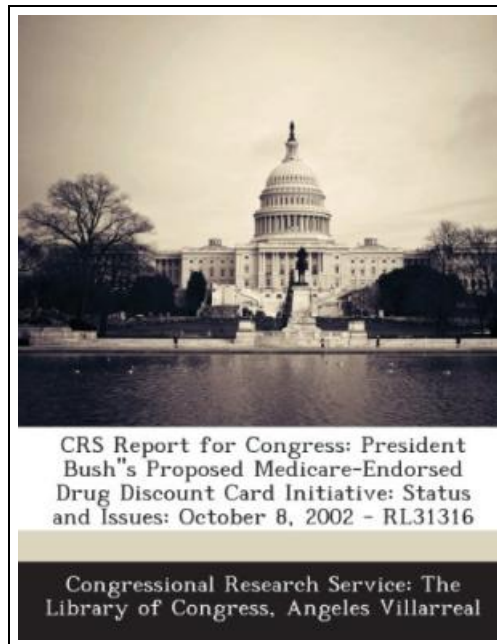 CRS Report for Congress: President
Bush"s Proposed Medicare-Endorsed
Drug Discount Card Initiative: Status
and Issues: October 8, 2002 - RL31316
Congressional Research Service: The
Library of Congress, Angeles Villarreal